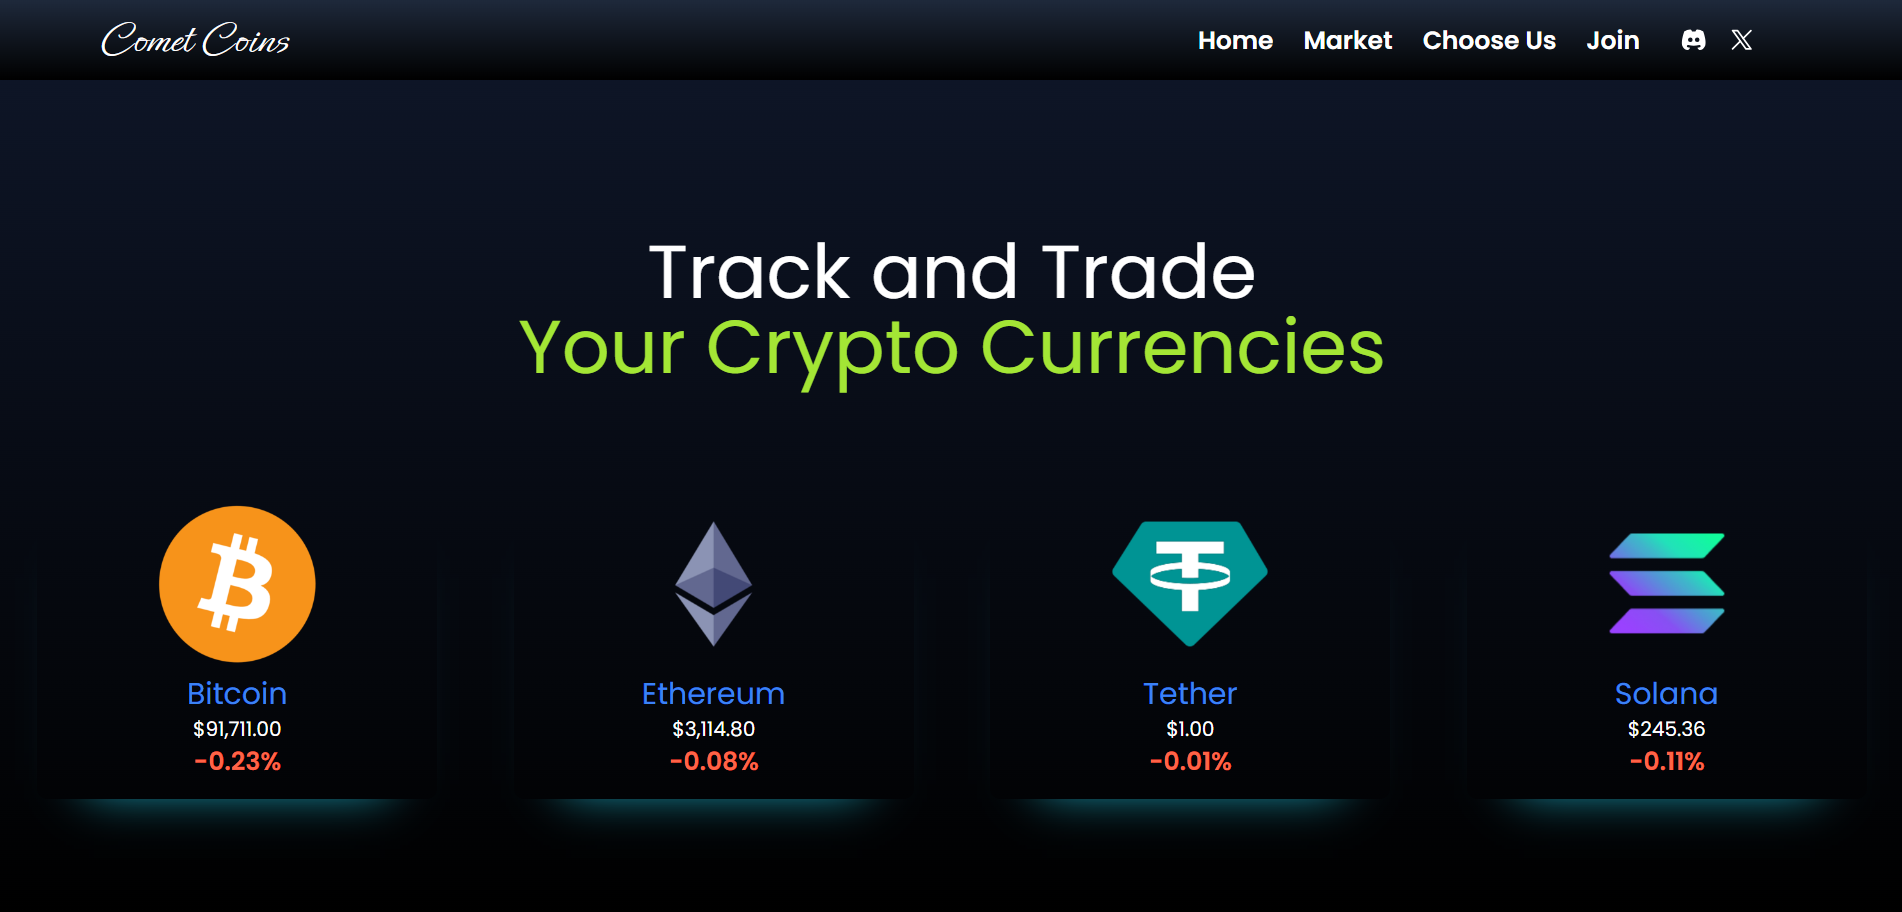 Comet Coins
Home Market Choose Us Join
Track and Trade
Your Crypto Currencies
Bitcoin
$91,711.00
-0.23%
Ethereum
$3,114.80
-0.08%
Tether
$1.00
-0.01%
Solana
$245.36
-0.11%